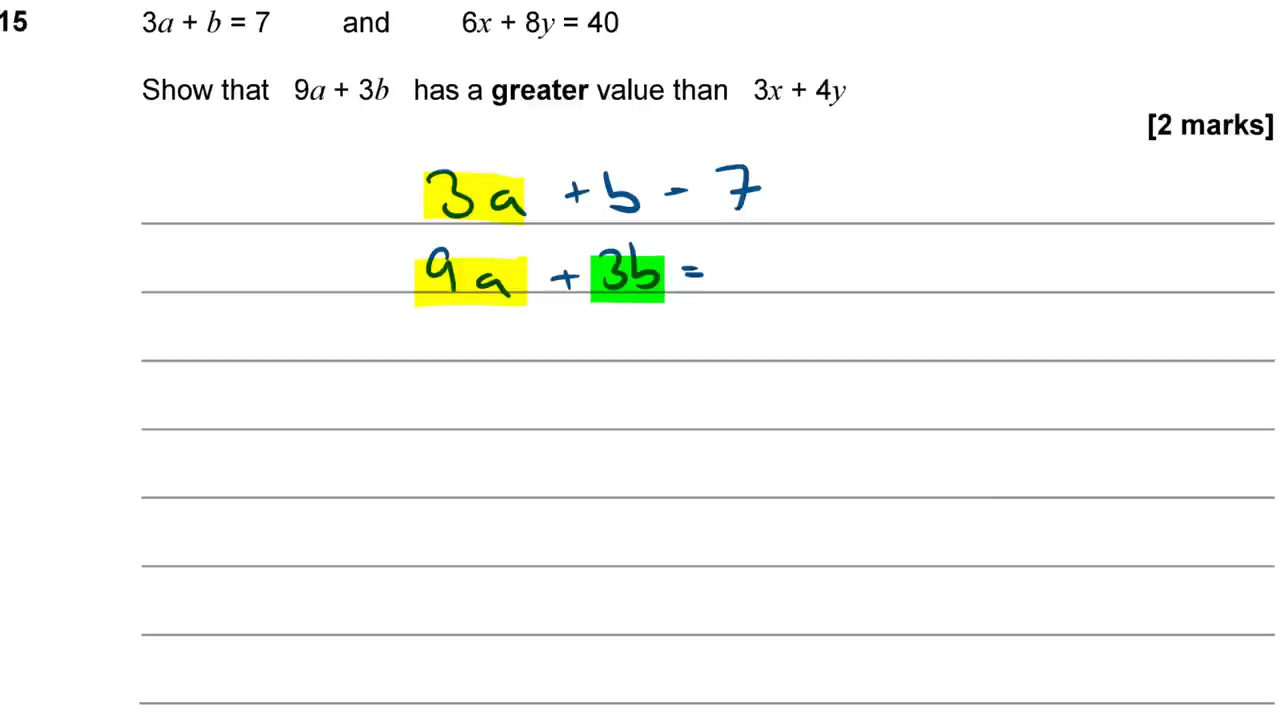 15 3a + b = 7 and 6x + 8y = 40
Show that 9a + 3b has a greater value than 3x + 4y
[2 marks]
3a + b = 7
9a + 3b =